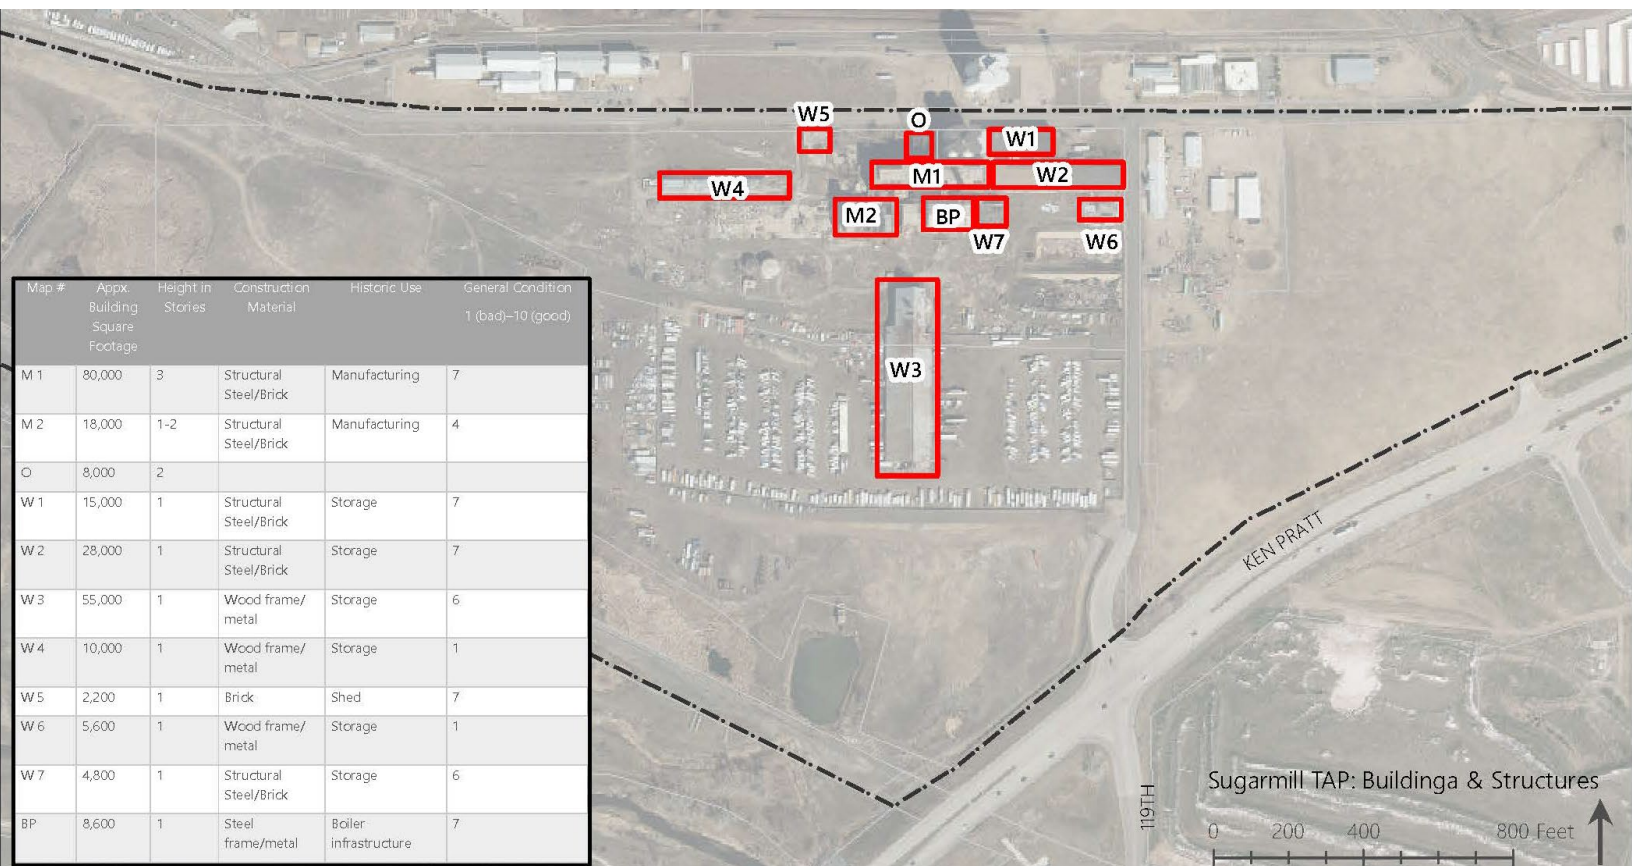 W5
O
W1
M1
W2
W4
M2
BP
W7
W6
W3
Map # Appx. Building Square Footage Height in Stories Construction Material Historic Use General Condition 1 (bad)–10 (good)
M 1 80,000 3 Structural Steel/Brick Manufacturing 7
M 2 18,000 1-2 Structural Steel/Brick Manufacturing 4
O 8,000 2
W 1 15,000 1 Structural Steel/Brick Storage 7
W 2 28,000 1 Structural Steel/Brick Storage 7
W 3 55,000 1 Wood frame/ metal Storage 6
W 4 10,000 1 Wood frame/ metal Storage 1
W 5 2,200 1 Brick Shed 7
W 6 5,600 1 Wood frame/ metal Storage 1
W 7 4,800 1 Structural Steel/Brick Storage 6
BP 8,600 1 Steel frame/metal Boiler infrastructure 7
KEN PRATT
119TH
Sugarmill TAP: Buildinga & Structures
0 200 400 800 Feet